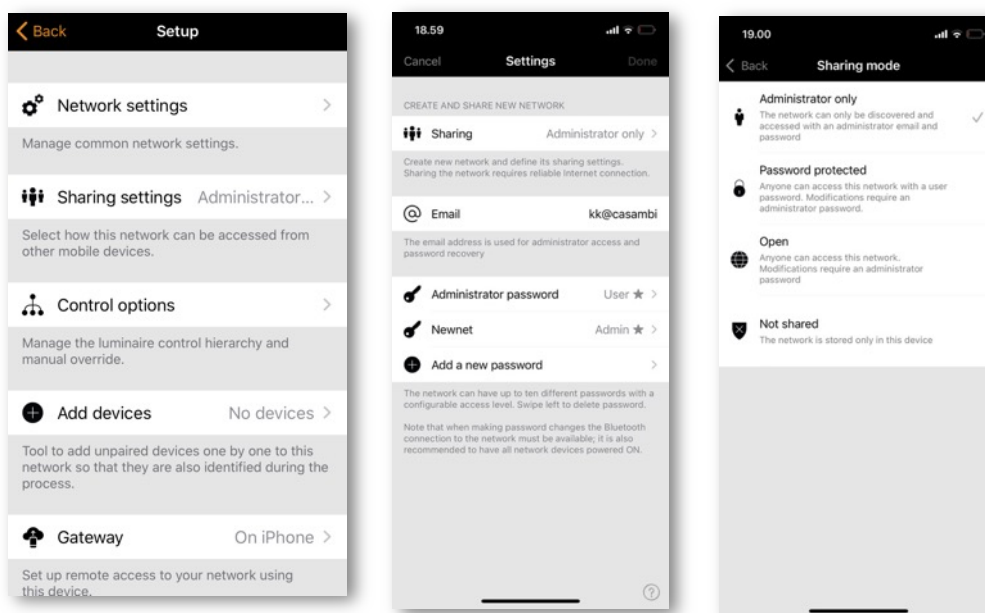 Back
Setup
Network settings
Manage common network settings.
Sharing settings Administrator...
Select how this network can be accessed from
other mobile devices.
Control options
Manage the luminaire control hierarchy and
manual override.
Add devices No devices
Tool to add unpaired devices one by one to this
network so that they are also identified during the
process.
Gateway On iPhone
Set up remote access to your network using
this device.
18.59
Cancel Settings Done
CREATE AND SHARE NEW NETWORK
Sharing Administrator only
Create new network and define its sharing settings.
Sharing the network requires reliable Internet connection.
Email kk@casambi
The email address is used for administrator access and
password recovery
Administrator password User ★
Newnet Admin ★
Add a new password
The network can have up to ten different passwords with a
configurable access level. Swipe left to delete password.
Note that when making password changes the Bluetooth
connection to the network must be available; it is also
recommended to have all network devices powered ON.
?
19.00
Back Sharing mode
Administrator only
The network can only be discovered and
accessed with an administrator email and
password
Password protected
Anyone can access this network with a user
password. Modifications require an
administrator password.
Open
Anyone can access this network.
Modifications require an administrator
password
Not shared
The network is stored only in this device